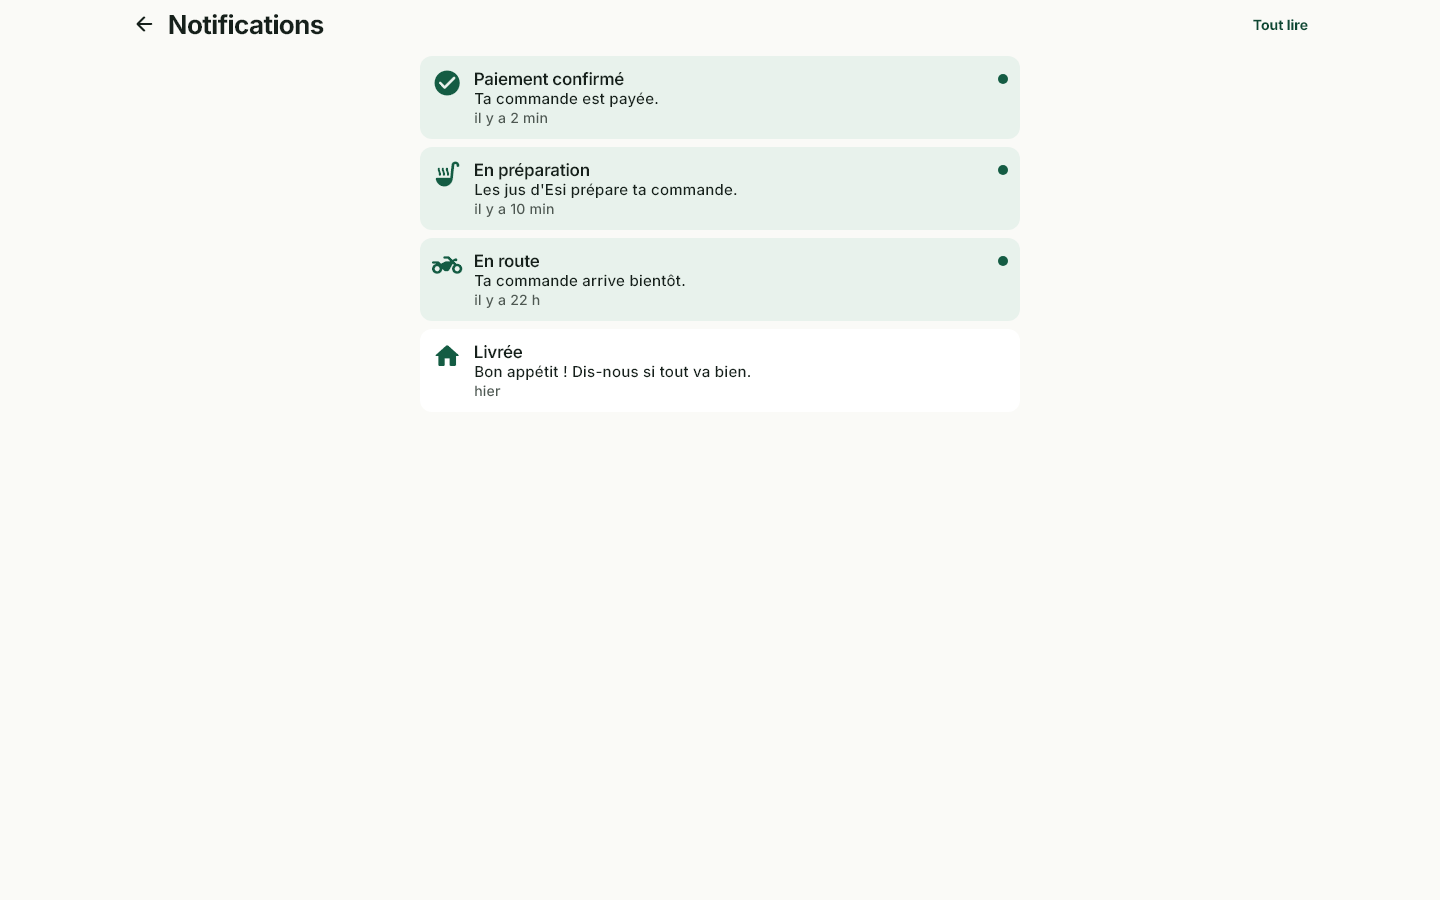 Notifications
Tout lire
Paiement confirmé
Ta commande est payée.
il y a 2 min
En préparation
Les jus d'Esi prépare ta commande.
il y a 10 min
En route
Ta commande arrive bientôt.
il y a 22 h
Livrée
Bon appétit ! Dis-nous si tout va bien.
hier